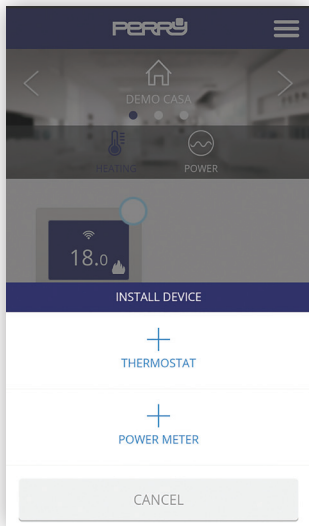 PERRY
DEMO CASA
HEATING
POWER
18.0
INSTALL DEVICE
THERMOSTAT
POWER METER
CANCEL